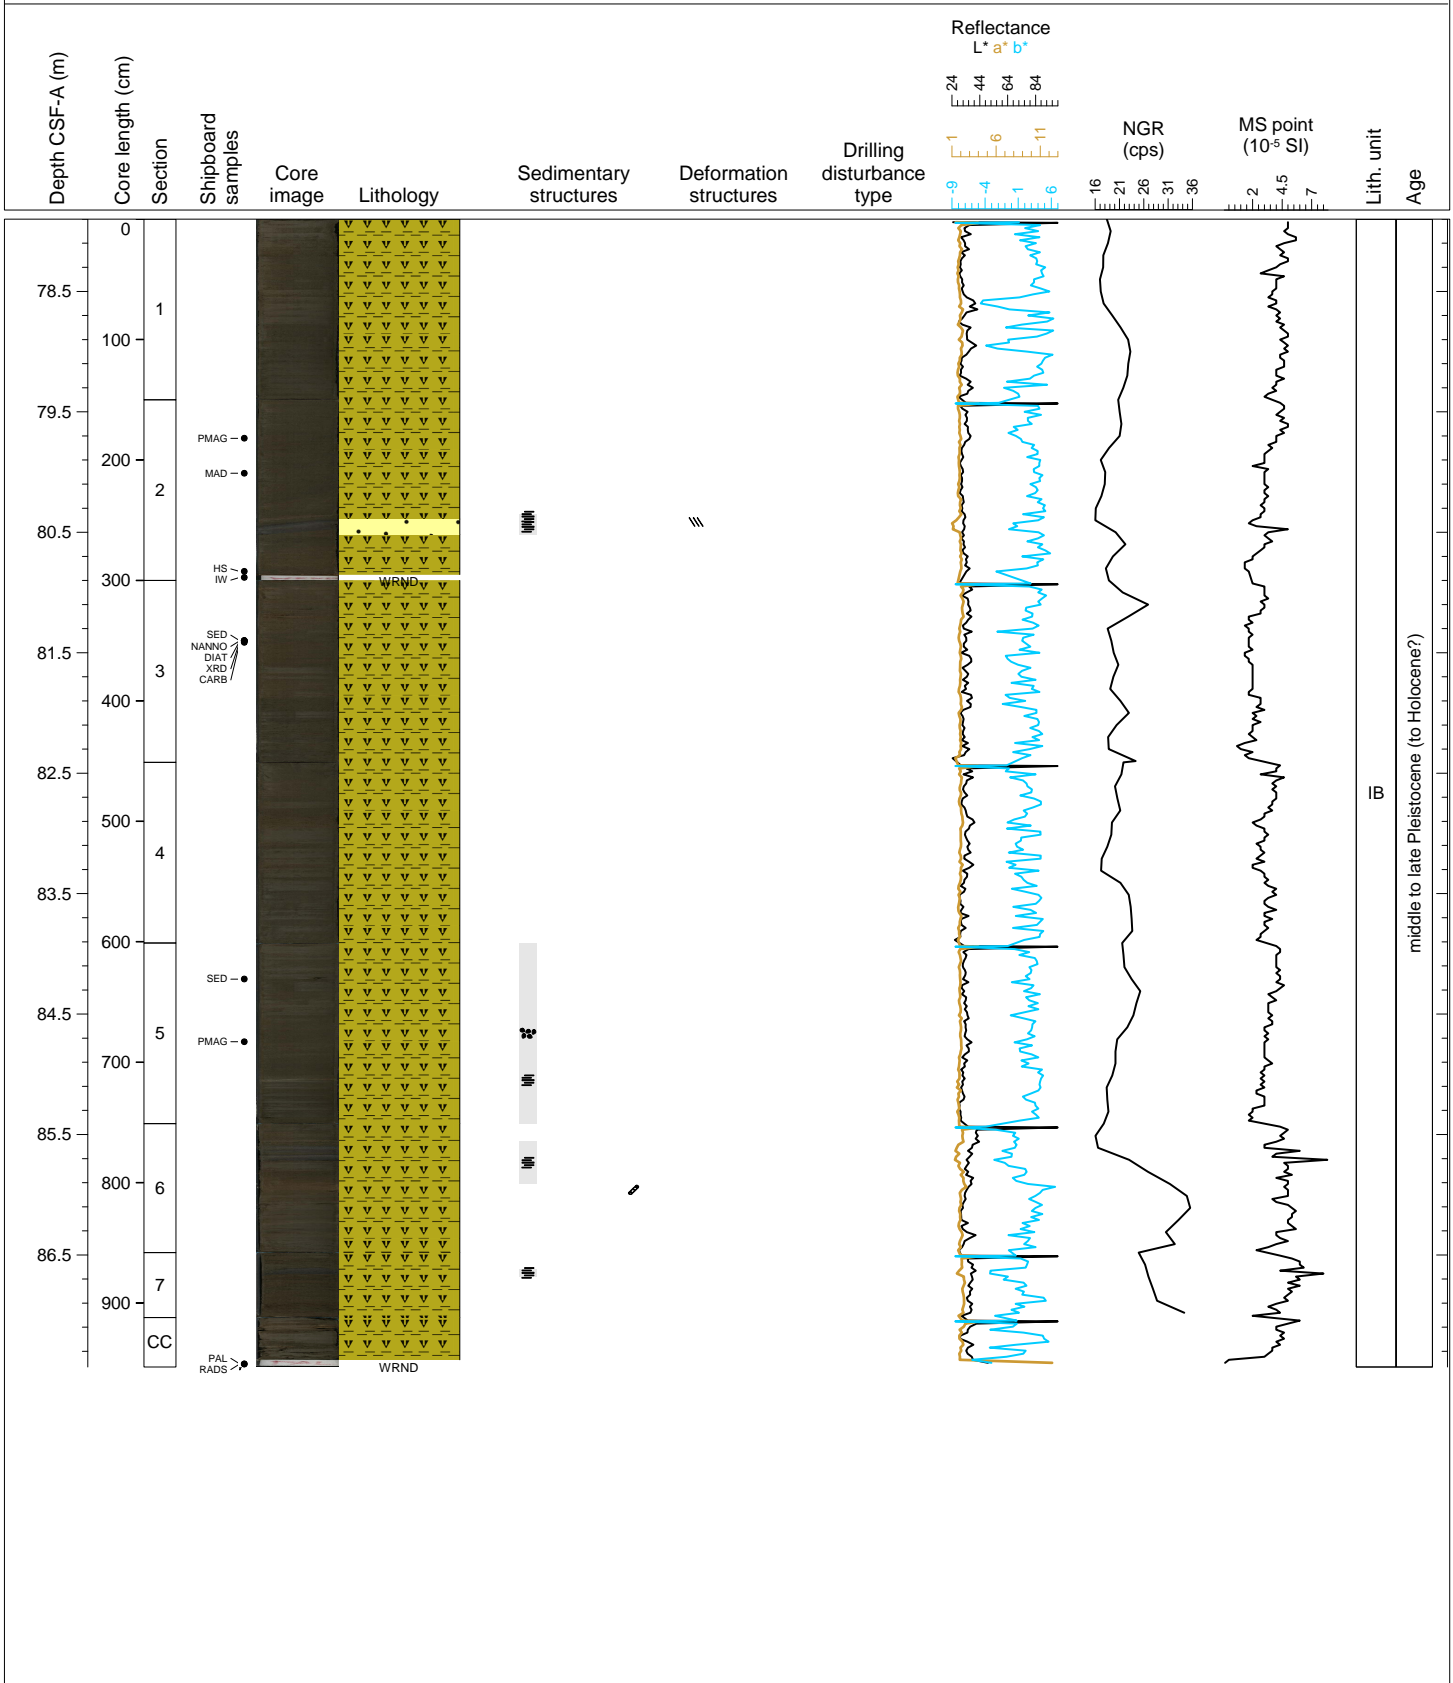 Depth CSF-A (m)
Core length (cm)
Section
Shipboard
samples
Core
image
Lithology
Sedimentary
structures
Deformation
structures
Drilling
disturbance
type
Reflectance
L* a* b*
24 44 64 84
1 6 11
-9 -4 1 6
NGR
(cps)
16 21 26 31 36
MS point
(10-5 SI)
2 4.5 7
Lith. unit
Age
0
78.5
1
100
79.5
PMAG
200
MAD
2
80.5
HS
IW
300
WRND
SED
NANNO
DIAT
XRD
CARB
81.5
3
400
82.5
IB
middle to late Pleistocene (to Holocene?)
500
4
83.5
600
SED
84.5
5
PMAG
700
85.5
6
800
86.5
7
900
CC
PAL
RADS
WRND